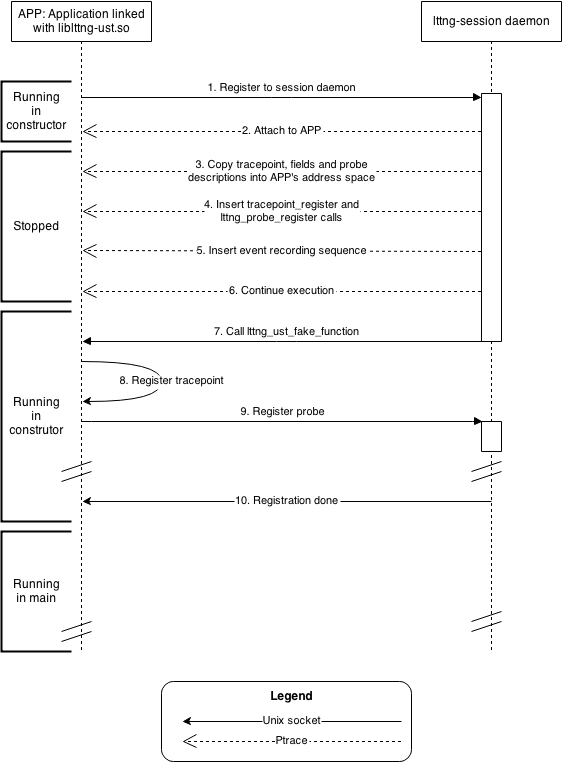 APP: Application linked
with liblttng-ust.so
lttng-session daemon
Running
in
constructor
1. Register to session daemon
2. Attach to APP
Stopped
3. Copy tracepoint, fields and probe
descriptions into APP's address space
4. Insert tracepoint_register and
lttng_probe_register calls
5. Insert event recording sequence
6. Continue execution
Running
in
construtor
7. Call lttng_ust_fake_function
8. Register tracepoint
9. Register probe
10. Registration done
Running
in main
Legend
Unix socket
Ptrace